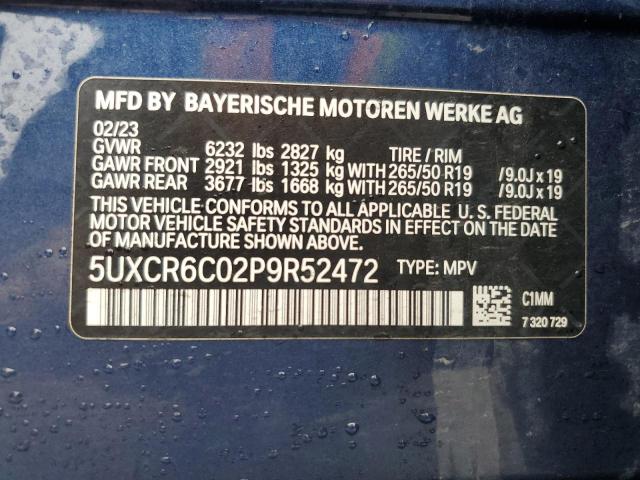 MFD BY BAYERISCHE MOTOREN WERKE AG
02/23
GVWR 6232 lbs 2827 kg TIRE / RIM
GAWR FRONT 2921 lbs 1325 kg WITH 265/50 R19 / 9.0J x 19
GAWR REAR 3677 lbs 1668 kg WITH 265/50 R19 / 9.0J x 19
THIS VEHICLE CONFORMS TO ALL APPLICABLE U. S. FEDERAL
MOTOR VEHICLE SAFETY STANDARDS IN EFFECT ON THE DATE
OF MANUFACTURE SHOWN ABOVE.
5UXCR6C02P9R52472 TYPE: MPV
C1MM
7 320 729